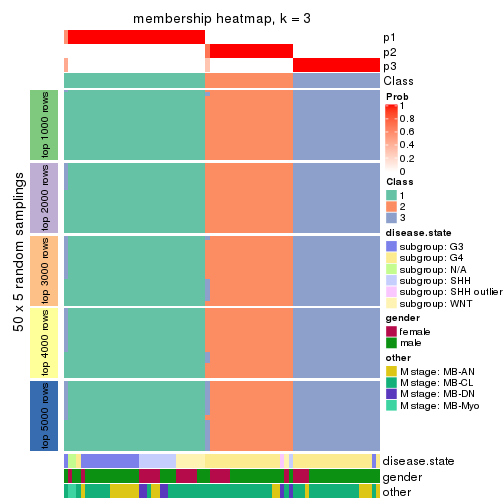 membership heatmap, k = 3
p1
p2
p3
Class
50 x 5 random samplings
top 1000 rows
top 2000 rows
top 3000 rows
top 4000 rows
top 5000 rows
Prob
1
0.8
0.6
0.4
0.2
0
Class
1
2
3
disease.state
subgroup: G3
subgroup: G4
subgroup: N/A
subgroup: SHH
subgroup: SHH outlier
subgroup: WNT
gender
female
male
other
M stage: MB-AN
M stage: MB-CL
M stage: MB-DN
M stage: MB-Myo
disease.state
gender
other